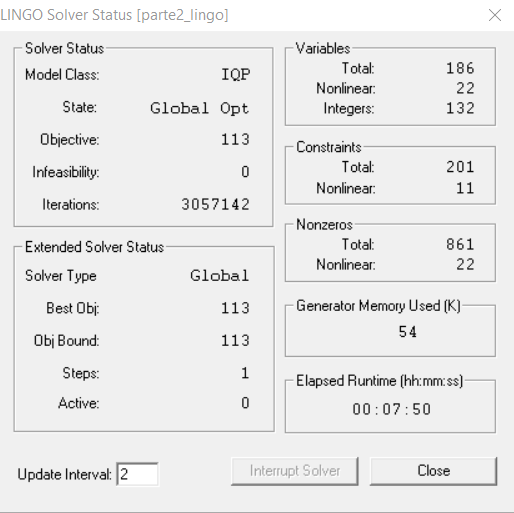 LINGO Solver Status [parte2_lingo]
Solver Status
Model Class: IQP
State: Global Opt
Objective: 113
Infeasibility: 0
Iterations: 3057142
Extended Solver Status
Solver Type Global
Best Obj: 113
Obj Bound: 113
Steps: 1
Active: 0
Update Interval: 2
Variables
Total: 186
Nonlinear: 22
Integers: 132
Constraints
Total: 201
Nonlinear: 11
Nonzeros
Total: 861
Nonlinear: 22
Generator Memory Used (K)
54
Elapsed Runtime (hh:mm:ss)
00:07:50
Interrupt Solver
Close